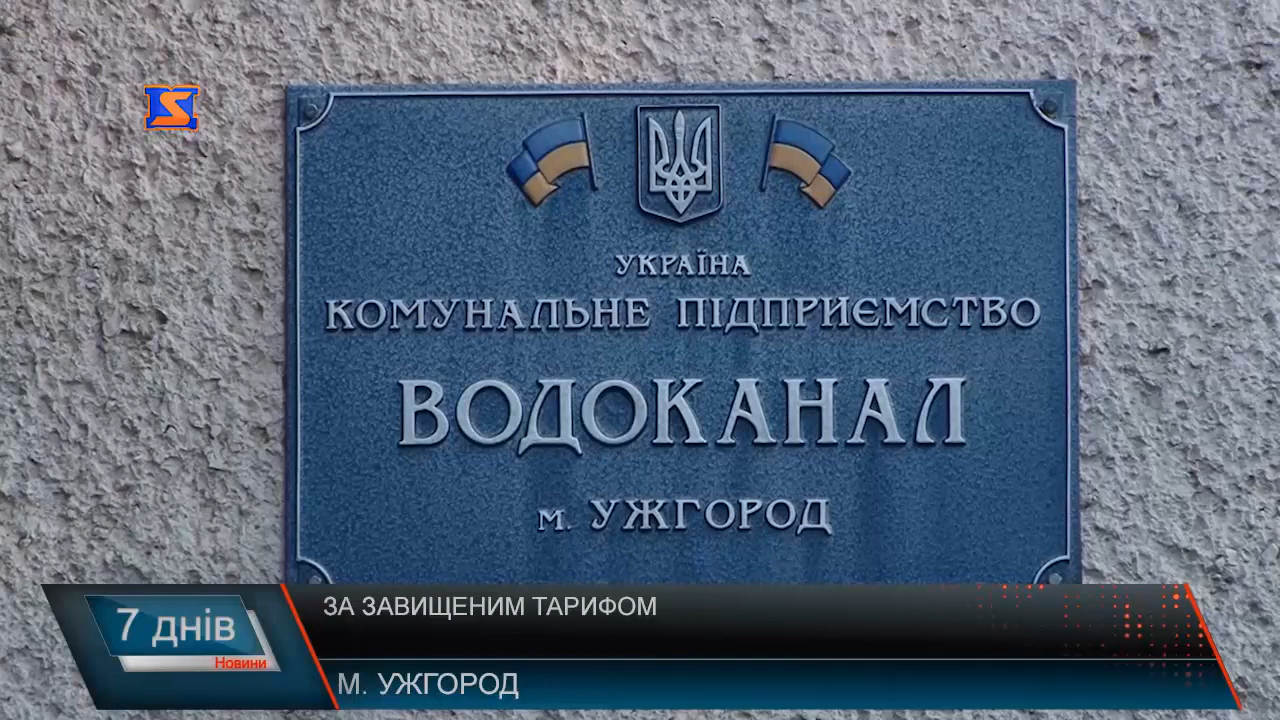 УКРАЇНА
КОМУНАЛЬНЕ ПІДПРИЄМСТВО
ВОДОКАНАЛ
м. УЖГОРОД
7 днів
Новини
ЗА ЗАВИЩЕНИМ ТАРИФОМ
М. УЖГОРОД